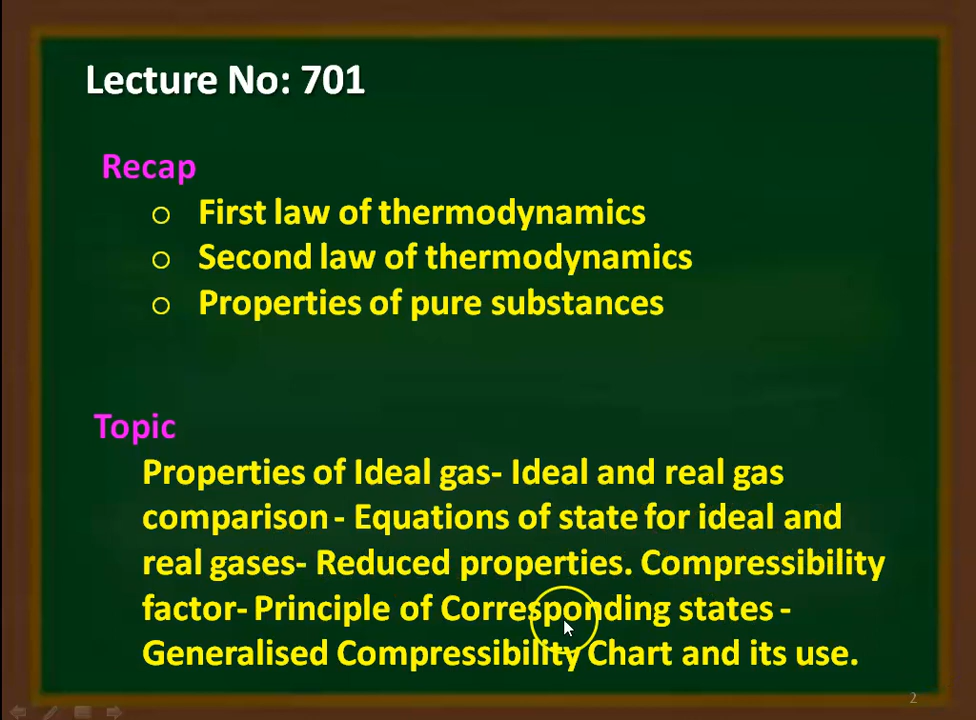 Lecture No: 701
Recap
○ First law of thermodynamics
○ Second law of thermodynamics
○ Properties of pure substances
Topic
Properties of Ideal gas- Ideal and real gas
comparison - Equations of state for ideal and
real gases- Reduced properties. Compressibility
factor- Principle of Corresponding states -
Generalised Compressibility Chart and its use.
2